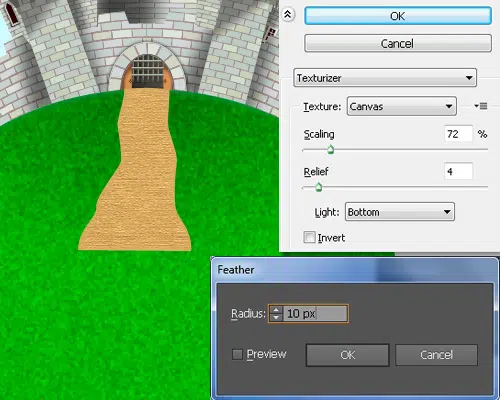 OK
Cancel
Texturizer
Texture: Canvas
Scaling 72 %
Relief 4
Light: Bottom
Invert
Feather
Radius: 10 px
Preview OK Cancel